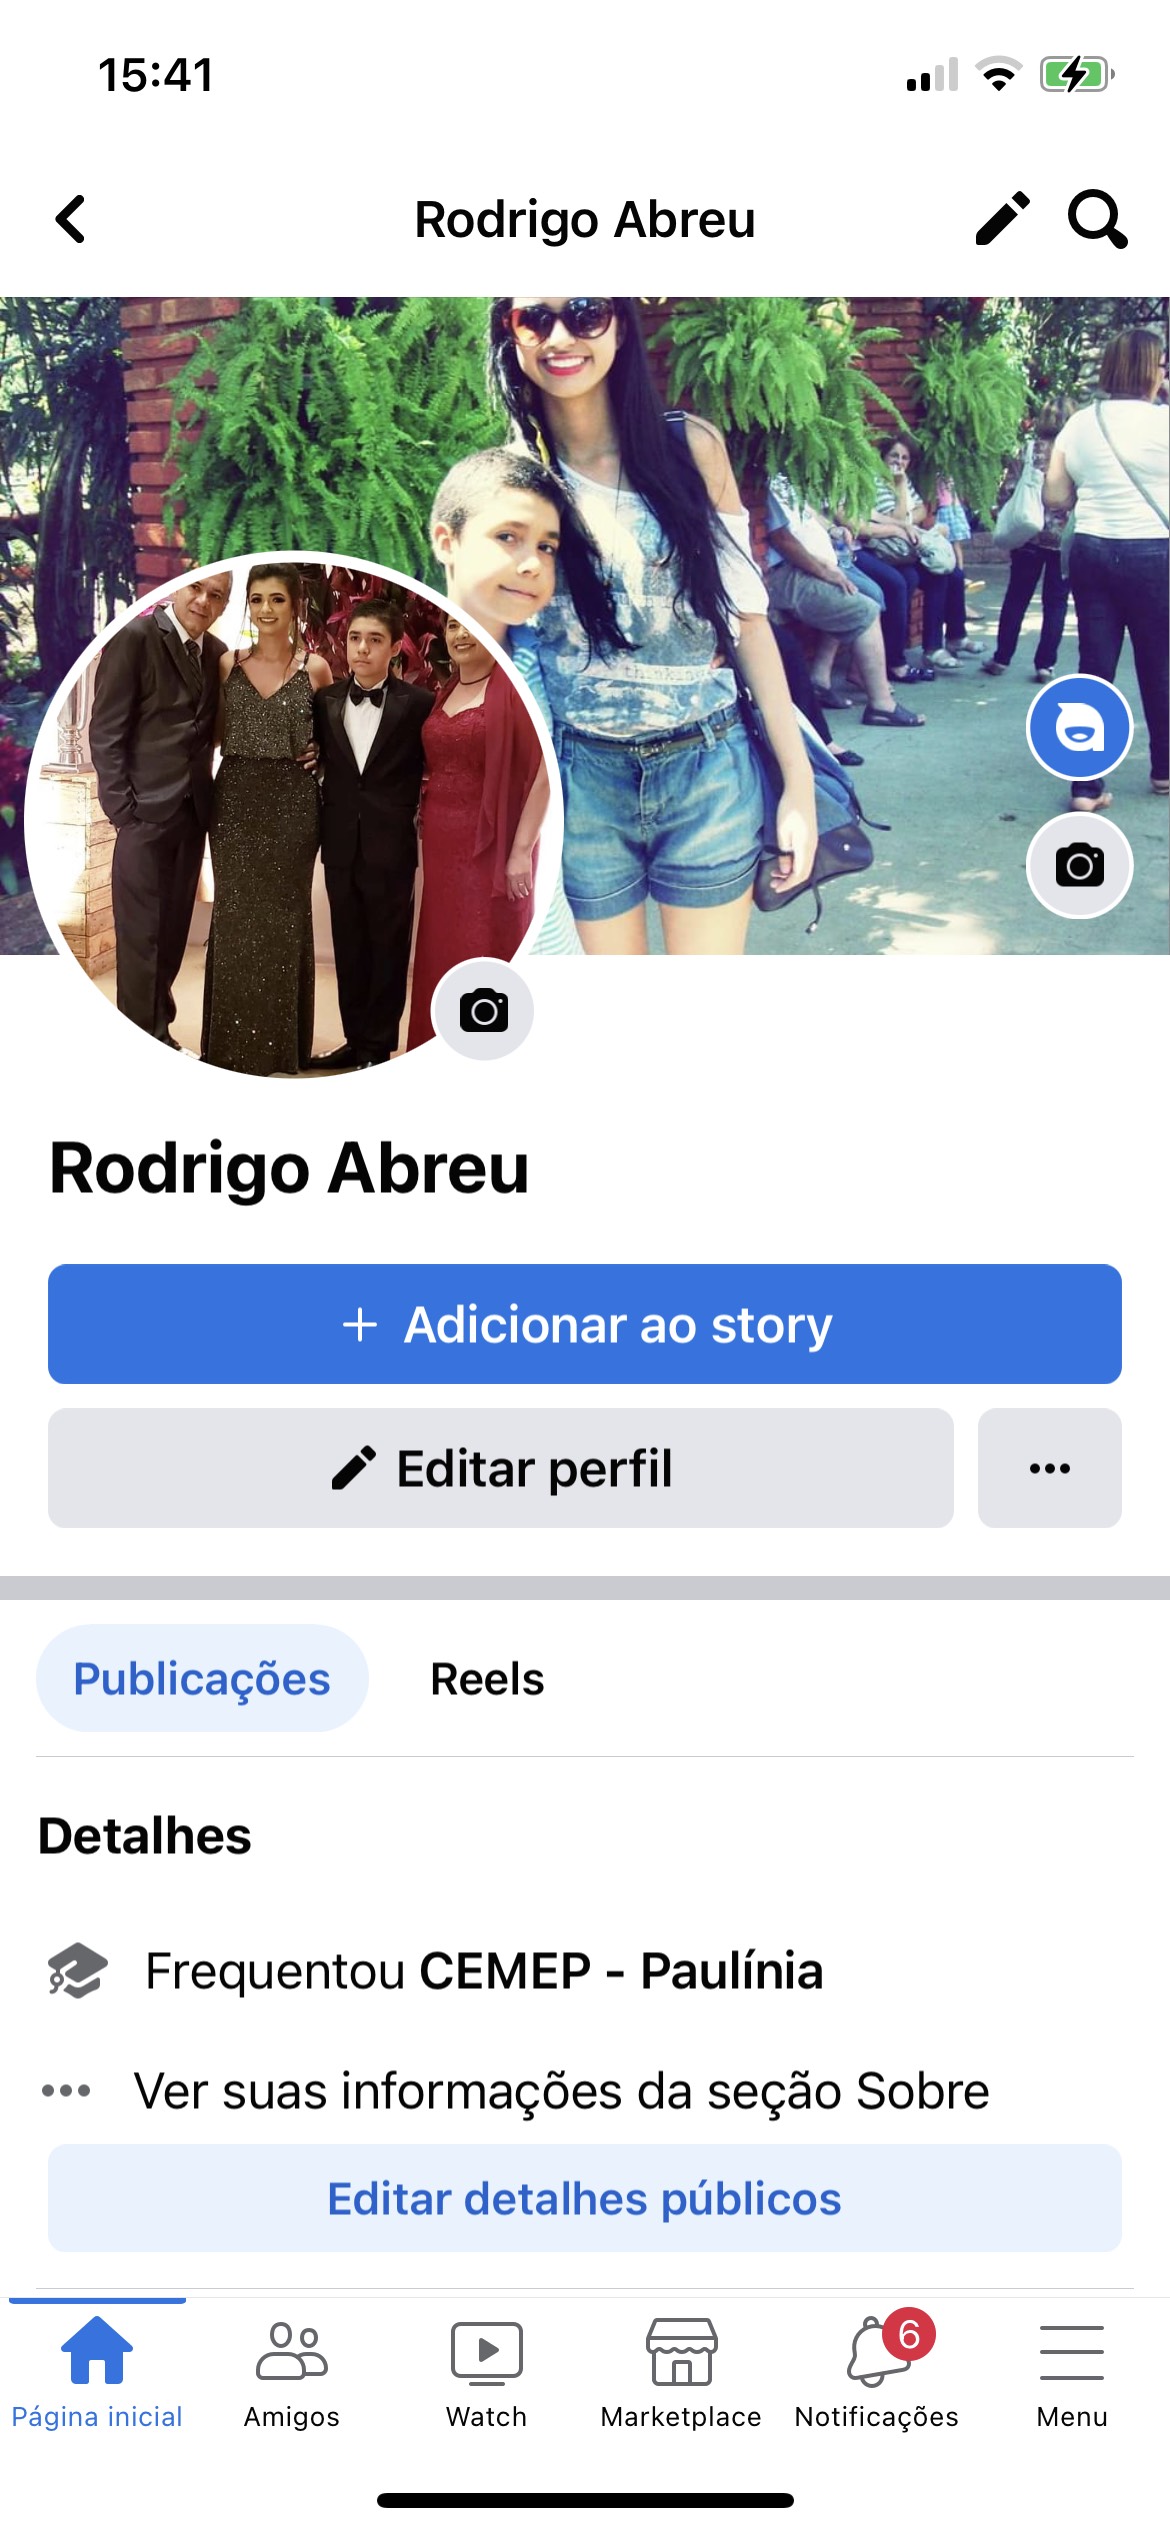 15:41
Rodrigo Abreu
Rodrigo Abreu
+ Adicionar ao story
Editar perfil
Publicações Reels
Detalhes
Frequentou CEMEP - Paulínia
Ver suas informações da seção Sobre
Editar detalhes públicos
6
Página inicial Amigos Watch Marketplace Notificações Menu